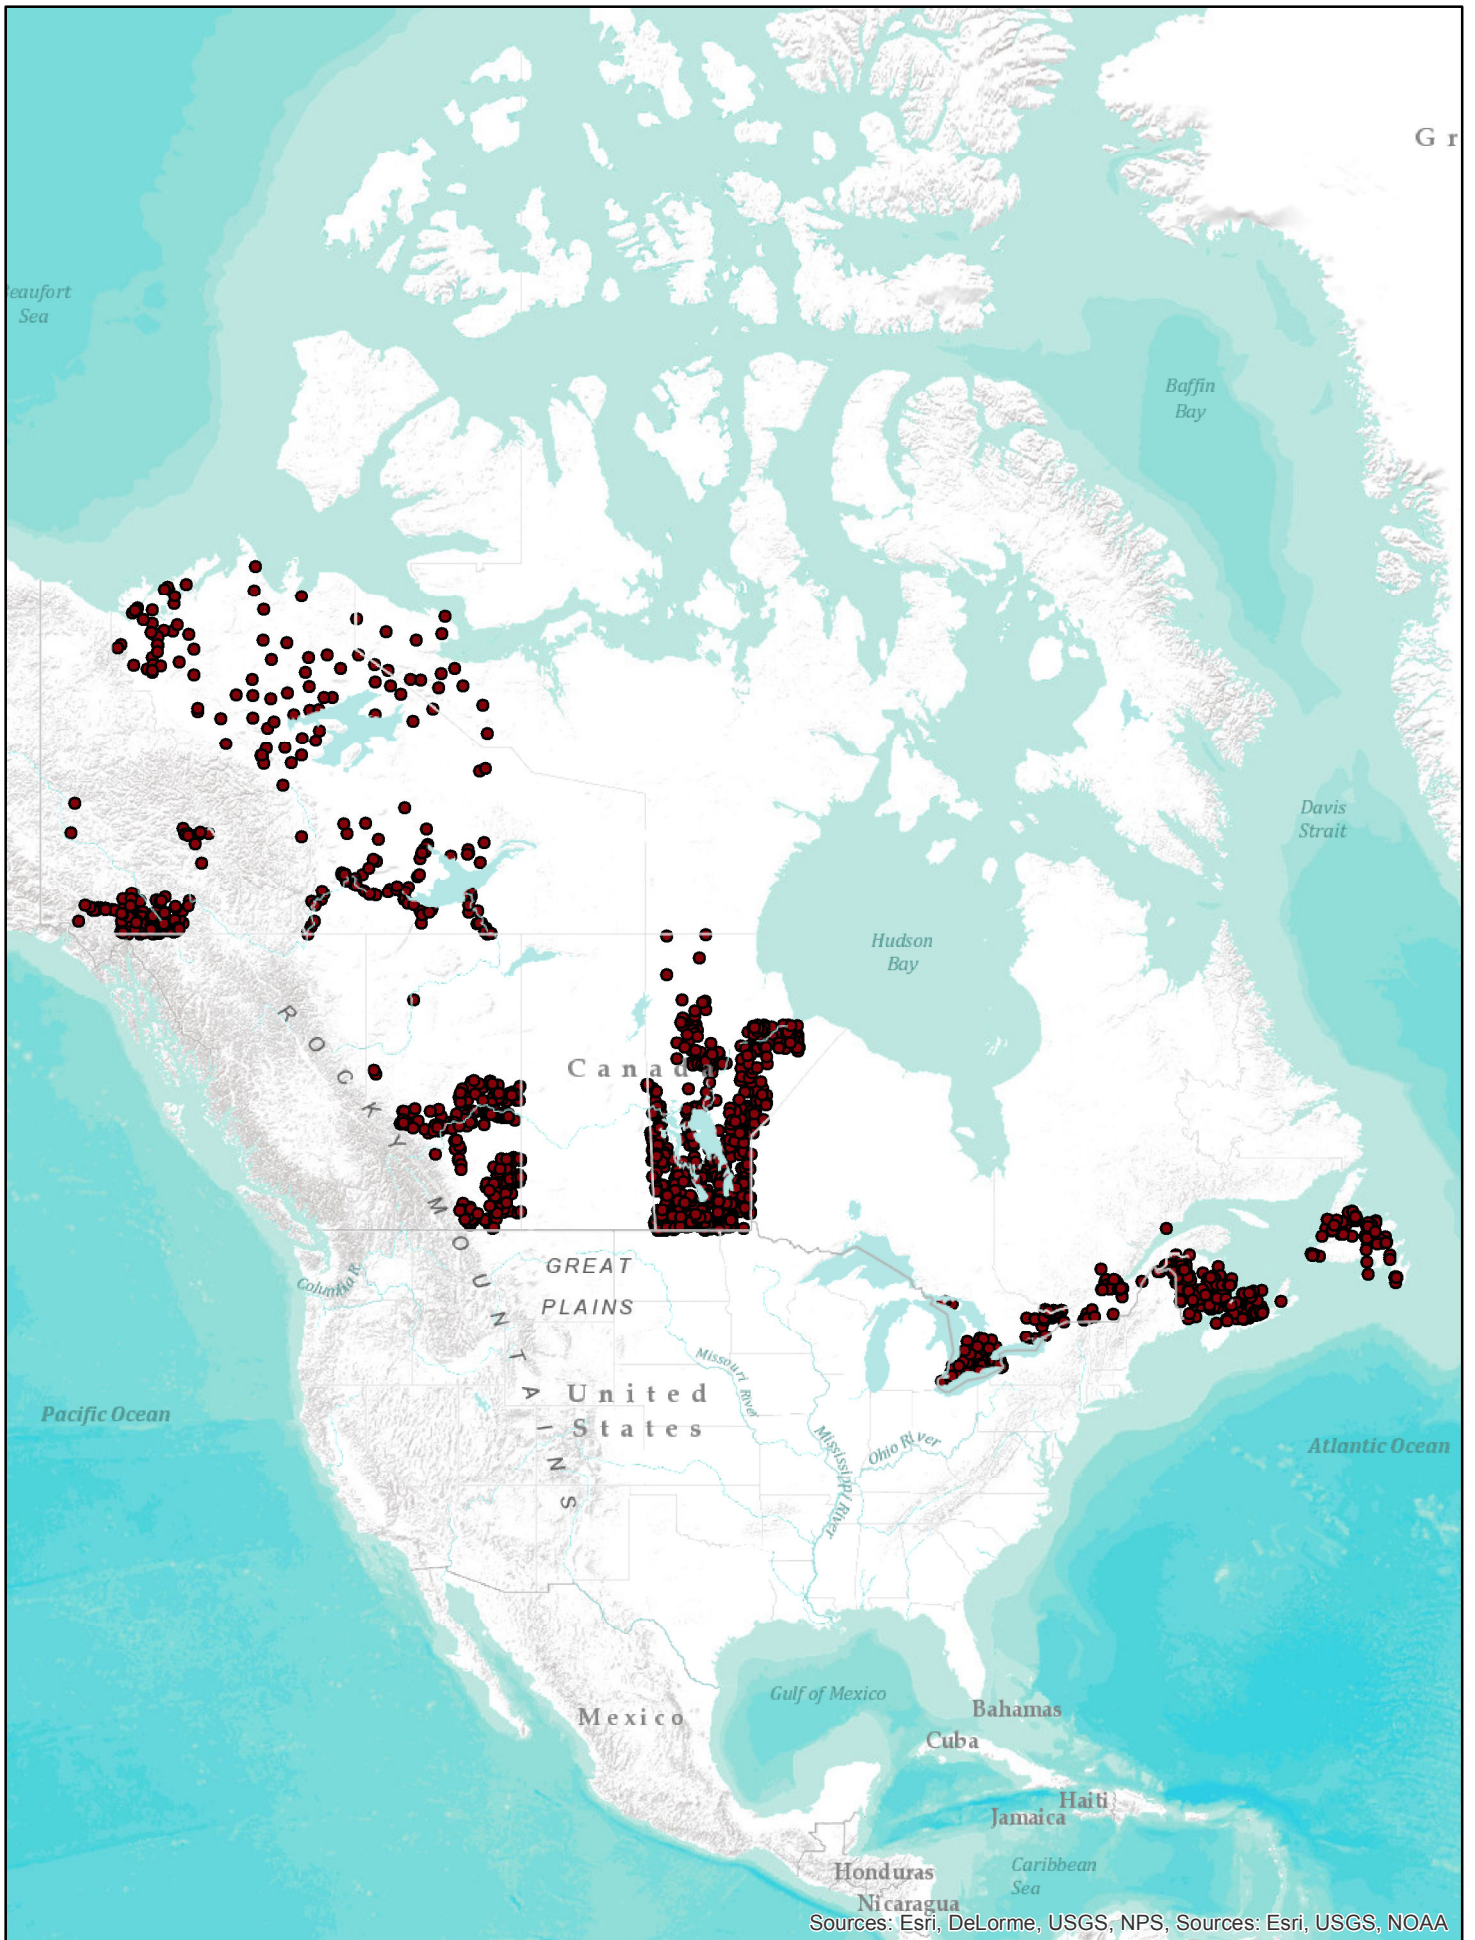 Gr
Beaufort
Sea
Baffin
Bay
Davis
Strait
Hudson
Bay
Canada
ROCKY MOUNTAINS
GREAT
PLAINS
Columbia R.
Missouri River
United
States
Mississippi River
Ohio River
Pacific Ocean
Atlantic Ocean
Gulf of Mexico
Mexico
Bahamas
Cuba
Haiti
Jamaica
Honduras
Caribbean
Sea
Nicaragua
Sources: Esri, DeLorme, USGS, NPS, Sources: Esri, USGS, NOAA